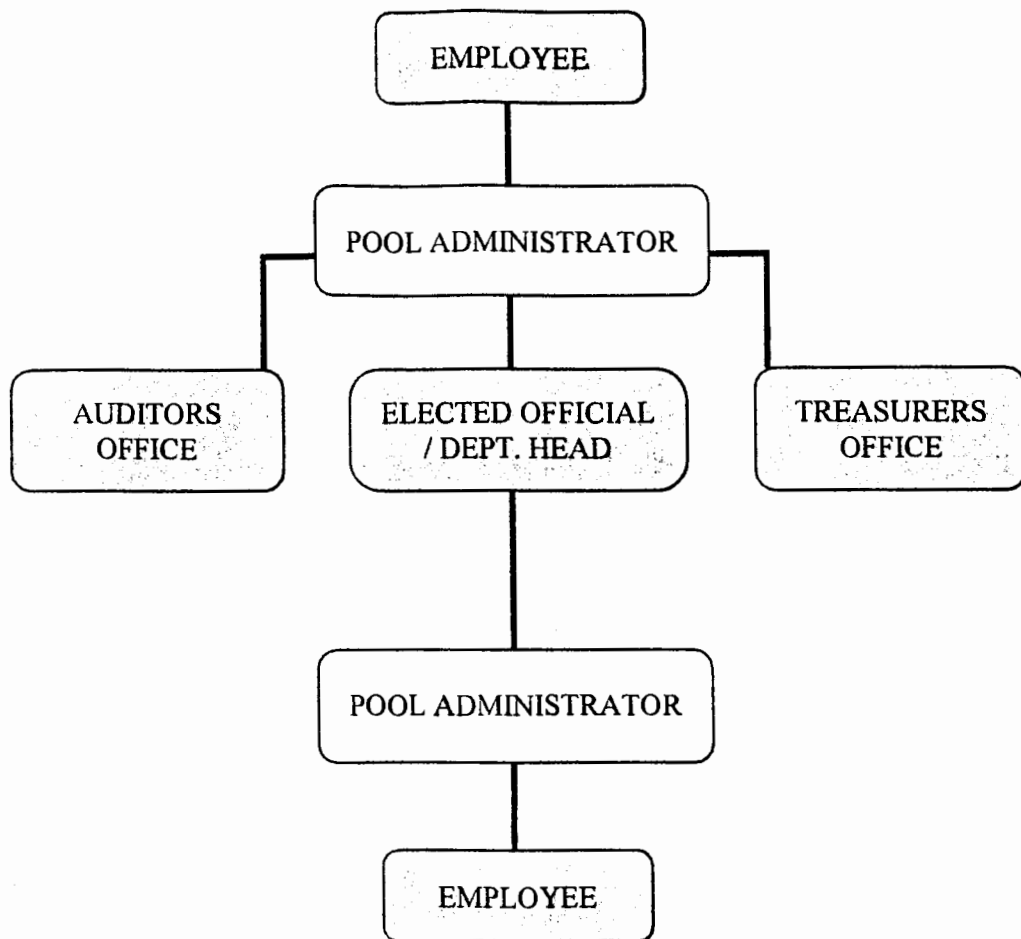 EMPLOYEE
POOL ADMINISTRATOR
AUDITORS
OFFICE
ELECTED OFFICIAL
/ DEPT. HEAD
TREASURERS
OFFICE
POOL ADMINISTRATOR
EMPLOYEE